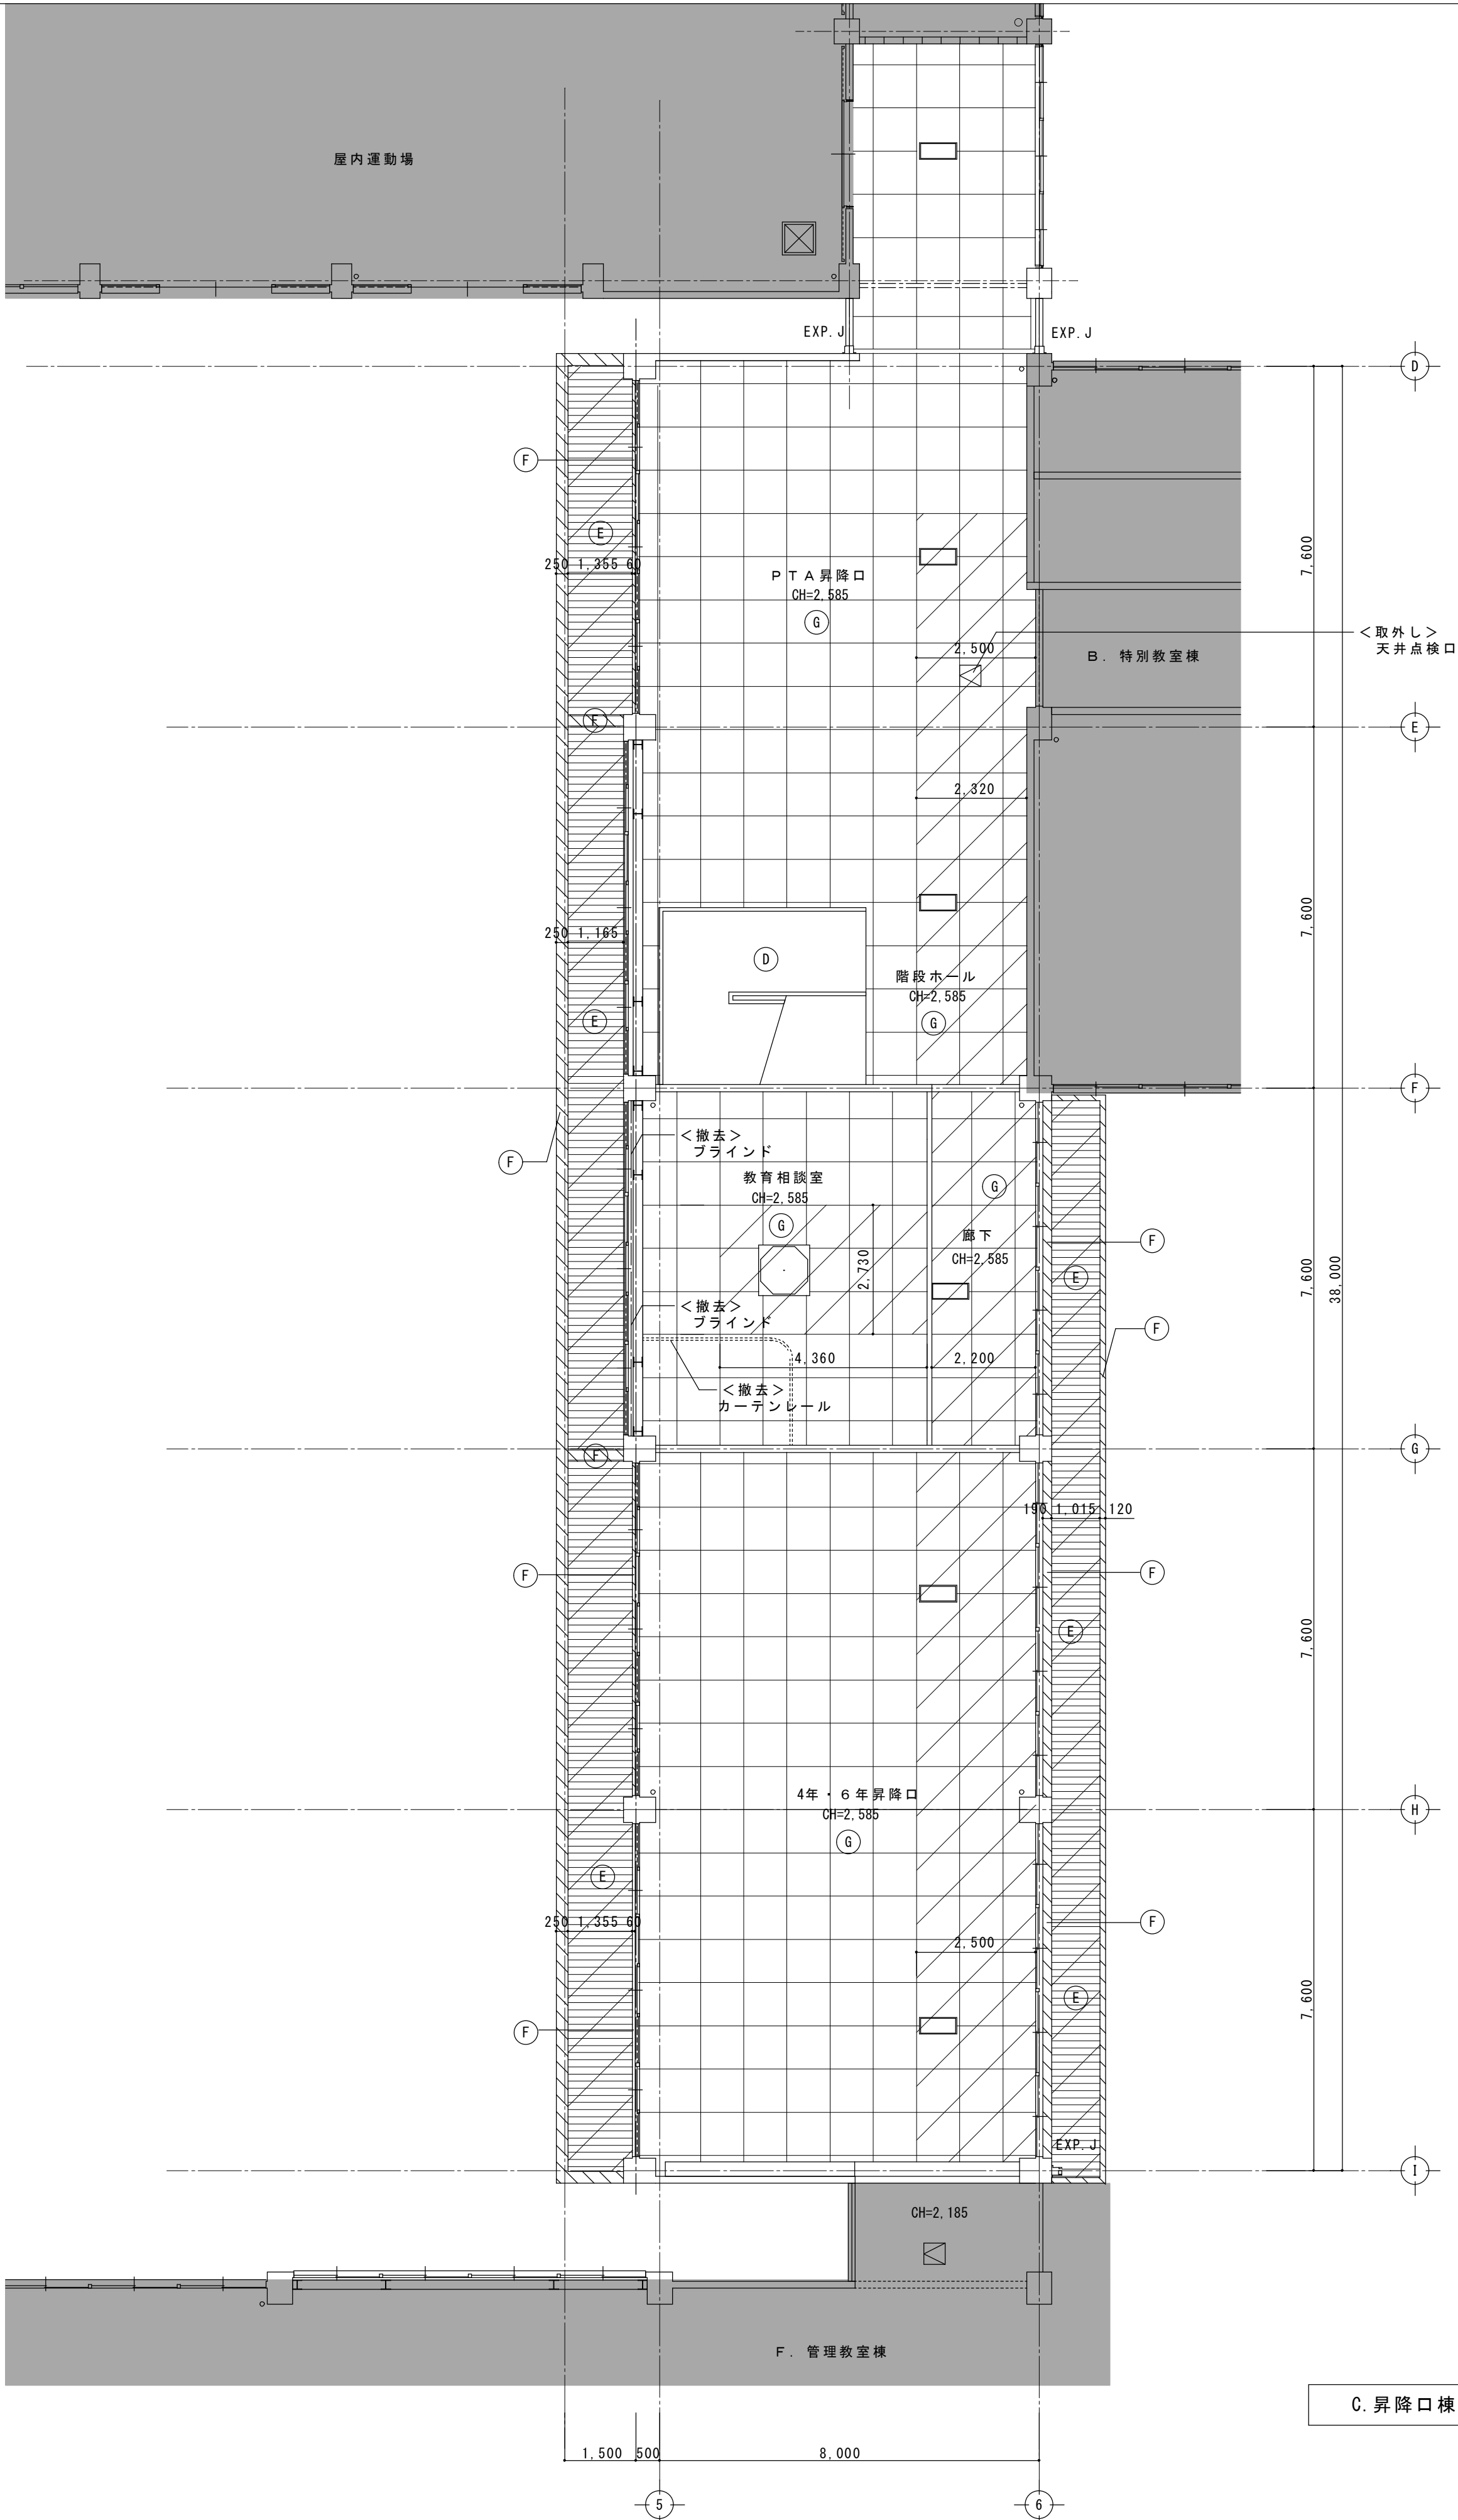 屋内運動場
EXP.J
EXP.J
D
F
E
250 1,355 60
7,600
ＰＴＡ昇降口
CH=2,585
G
＜取外し＞
天井点検口
2,500
Ｂ．特別教室棟
F
E
2,320
7,600
250 1,165
D
階段ホール
CH=2,585
G
E
F
F
＜撤去＞
ブラインド
教育相談室
CH=2,585
G
G
廊下
CH=2,585
2,730
F
E
7,600
38,000
＜撤去＞
ブラインド
F
4,360
2,200
＜撤去＞
カーテンレール
F
G
190 1,015 120
F
F
E
7,600
4年・６年昇降口
CH=2,585
G
H
E
250 1,355 60
2,500
F
E
7,600
F
EXP.J
I
CH=2,185
Ｆ．管理教室棟
C.昇降口棟
1,500 500
8,000
5
6